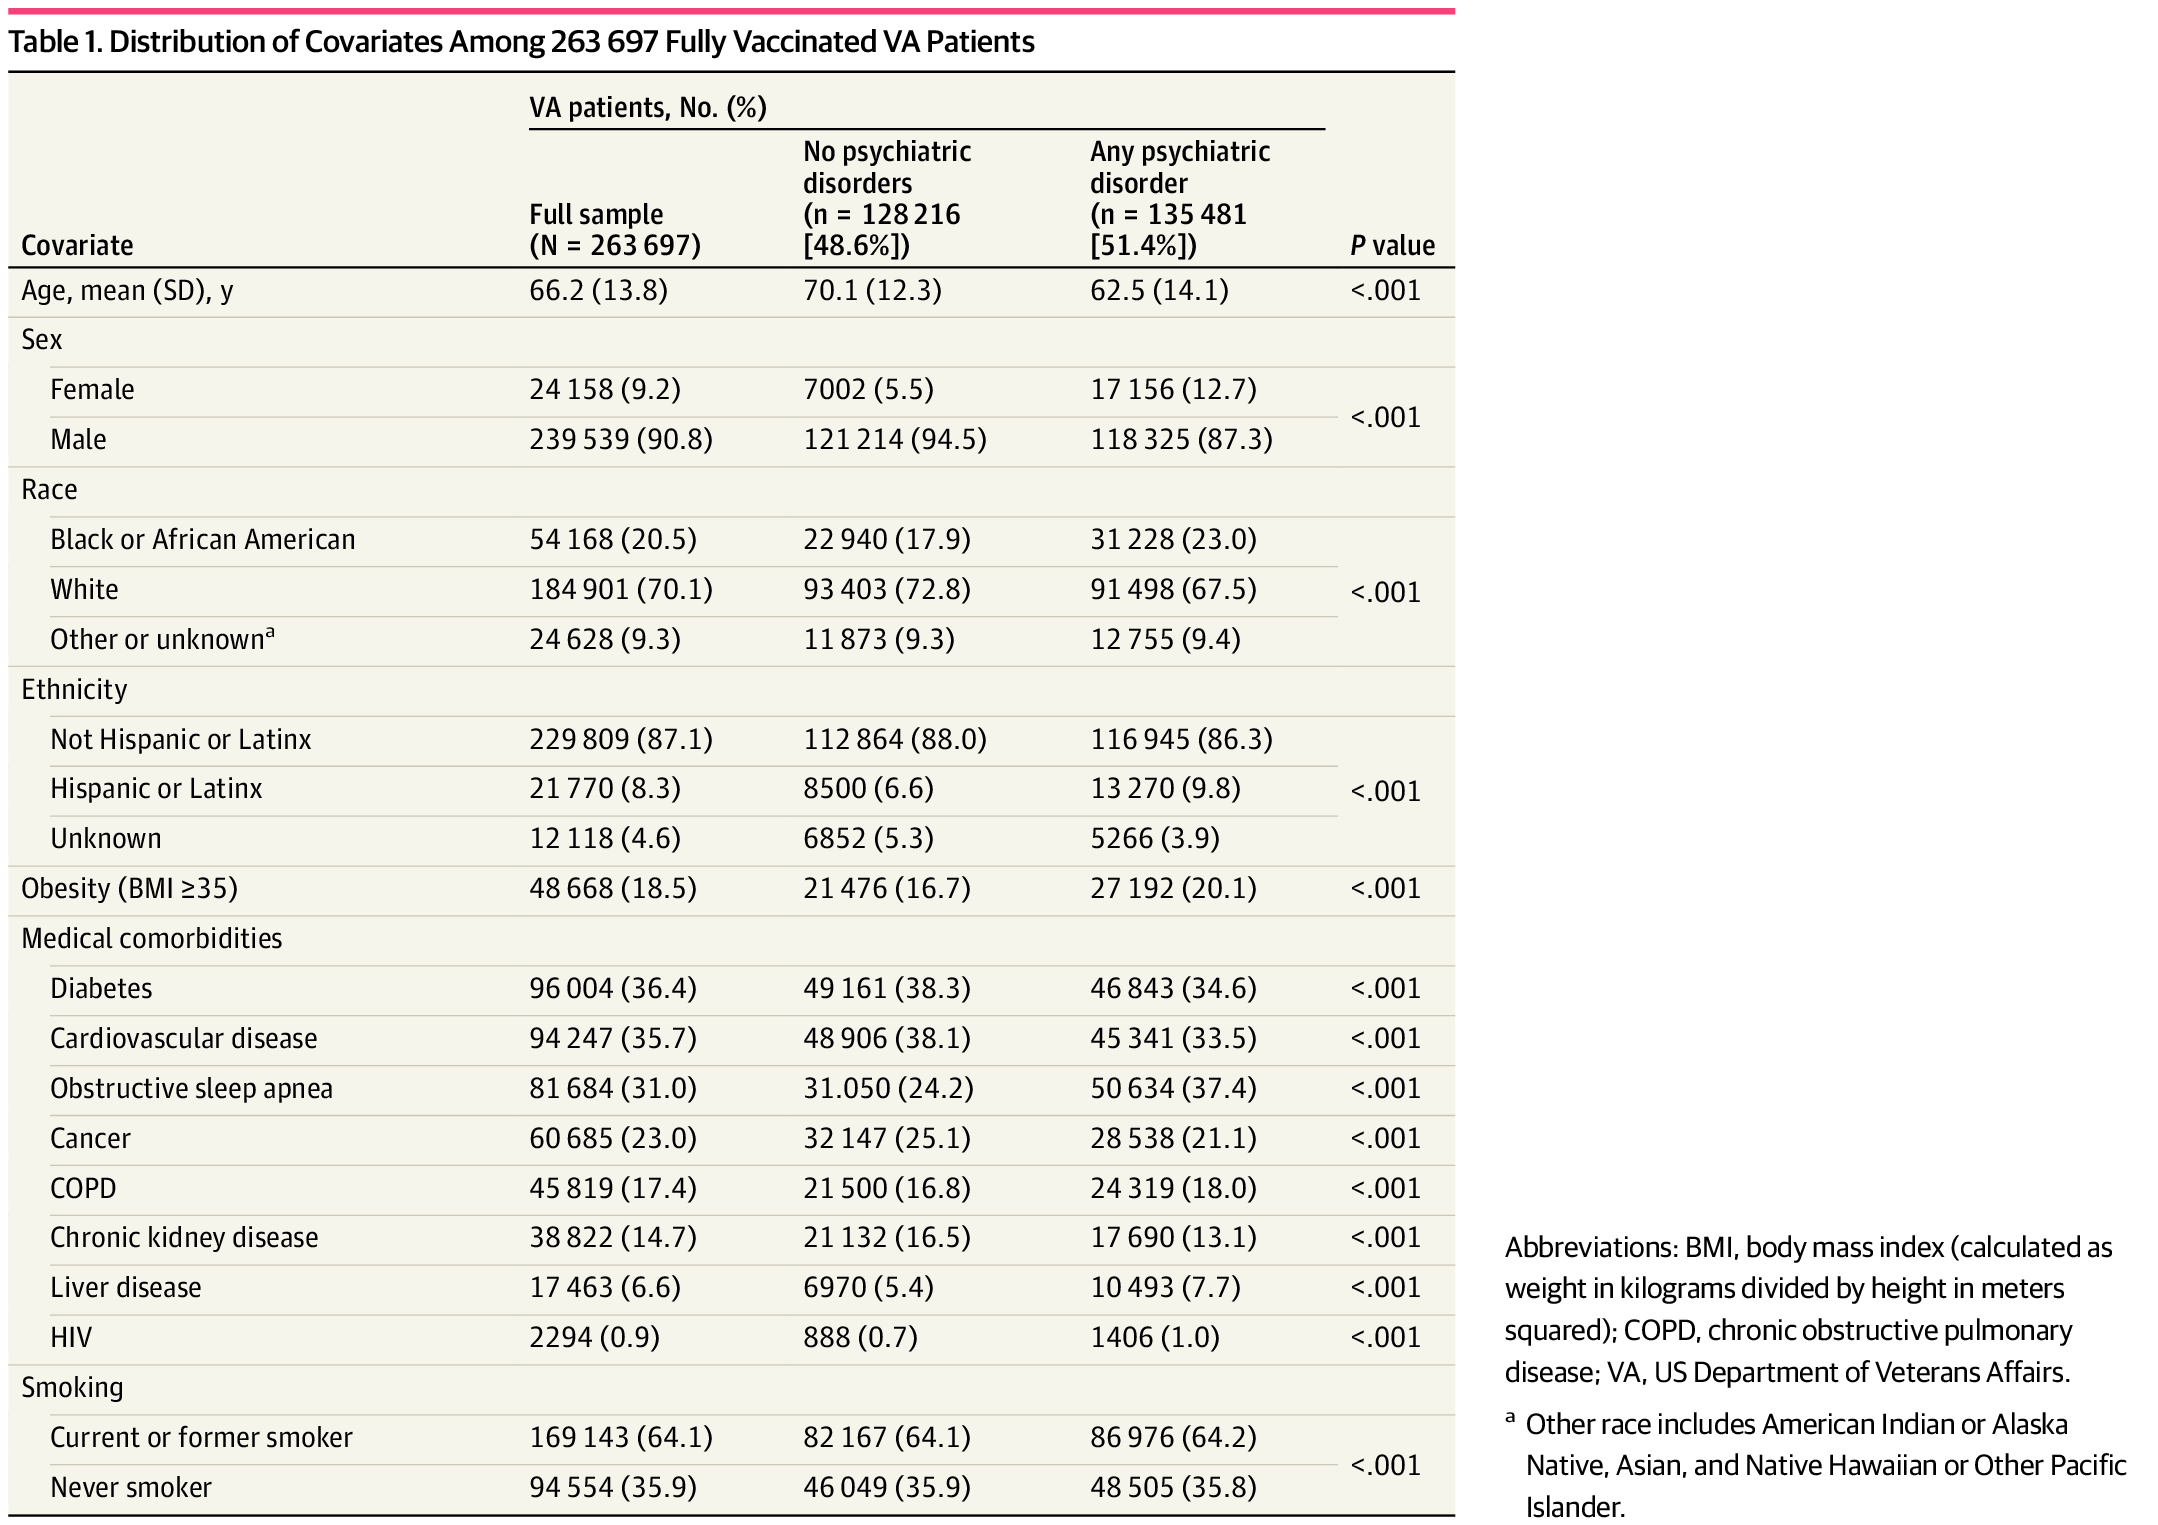 Table 1. Distribution of Covariates Among 263 697 Fully Vaccinated VA Patients
VA patients, No. (%)
Covariate
Full sample
(N = 263 697)
No psychiatric
disorders
(n = 128 216
[48.6%])
Any psychiatric
disorder
(n = 135 481
[51.4%])
P value
Age, mean (SD), y 66.2 (13.8) 70.1 (12.3) 62.5 (14.1) <.001
Sex
Female 24 158 (9.2) 7002 (5.5) 17 156 (12.7)
<.001
Male 239 539 (90.8) 121 214 (94.5) 118 325 (87.3)
Race
Black or African American 54 168 (20.5) 22 940 (17.9) 31 228 (23.0)
White 184 901 (70.1) 93 403 (72.8) 91 498 (67.5) <.001
Other or unknownª 24 628 (9.3) 11 873 (9.3) 12 755 (9.4)
Ethnicity
Not Hispanic or Latinx 229 809 (87.1) 112 864 (88.0) 116 945 (86.3)
Hispanic or Latinx 21 770 (8.3) 8500 (6.6) 13 270 (9.8) <.001
Unknown 12 118 (4.6) 6852 (5.3) 5266 (3.9)
Obesity (BMI ≥35) 48 668 (18.5) 21 476 (16.7) 27 192 (20.1) <.001
Medical comorbidities
Diabetes 96 004 (36.4) 49 161 (38.3) 46 843 (34.6) <.001
Cardiovascular disease 94 247 (35.7) 48 906 (38.1) 45 341 (33.5) <.001
Obstructive sleep apnea 81 684 (31.0) 31.050 (24.2) 50 634 (37.4) <.001
Cancer 60 685 (23.0) 32 147 (25.1) 28 538 (21.1) <.001
COPD 45 819 (17.4) 21 500 (16.8) 24 319 (18.0) <.001
Chronic kidney disease 38 822 (14.7) 21 132 (16.5) 17 690 (13.1) <.001
Liver disease 17 463 (6.6) 6970 (5.4) 10 493 (7.7) <.001
HIV 2294 (0.9) 888 (0.7) 1406 (1.0) <.001
Smoking
Current or former smoker 169 143 (64.1) 82 167 (64.1) 86 976 (64.2)
<.001
Never smoker 94 554 (35.9) 46 049 (35.9) 48 505 (35.8)
Abbreviations: BMI, body mass index (calculated as
weight in kilograms divided by height in meters
squared); COPD, chronic obstructive pulmonary
disease; VA, US Department of Veterans Affairs.
ª Other race includes American Indian or Alaska
Native, Asian, and Native Hawaiian or Other Pacific
Islander.